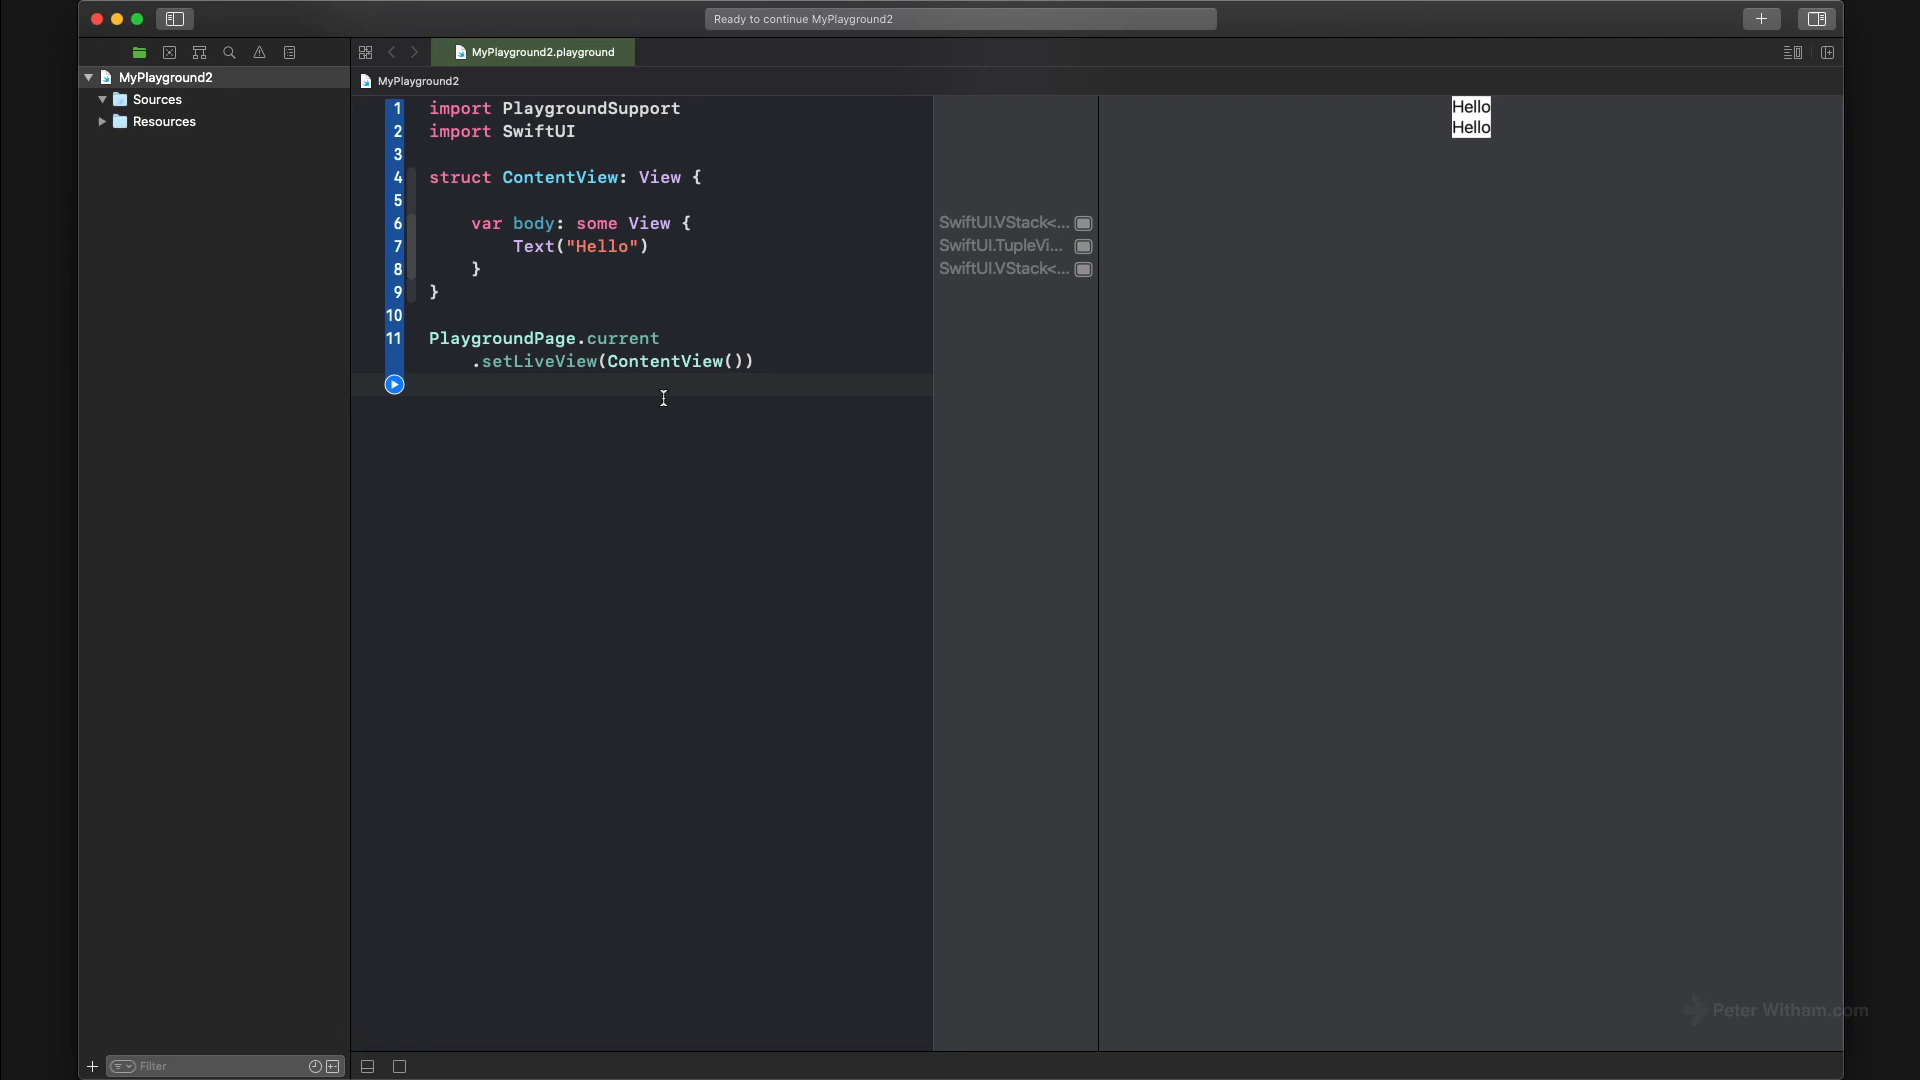 Ready to continue MyPlayground2
MyPlayground2.playground
MyPlayground2
Sources
Resources
MyPlayground2
1 import PlaygroundSupport
2 import SwiftUI
3
4 struct ContentView: View {
5
6 var body: some View {
7 Text("Hello")
8 }
9 }
10
11 PlaygroundPage.current
.setLiveView(ContentView())
SwiftUI.VStack<...
SwiftUI.TupleVi...
SwiftUI.VStack<...
Hello
Hello
Peter Witham.com
Filter